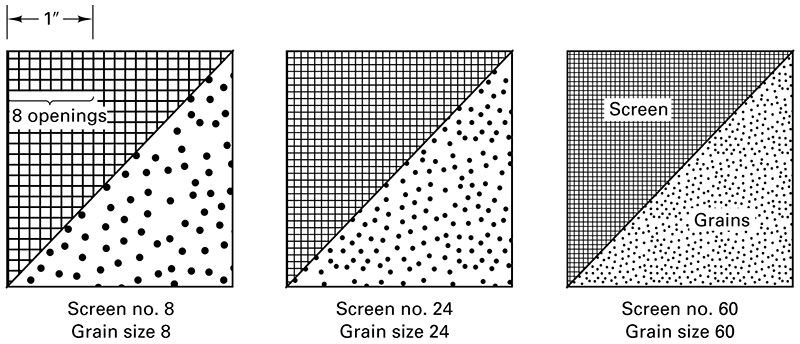 1″
8 openings
Screen
Grains
Screen no. 8
Grain size 8
Screen no. 24
Grain size 24
Screen no. 60
Grain size 60